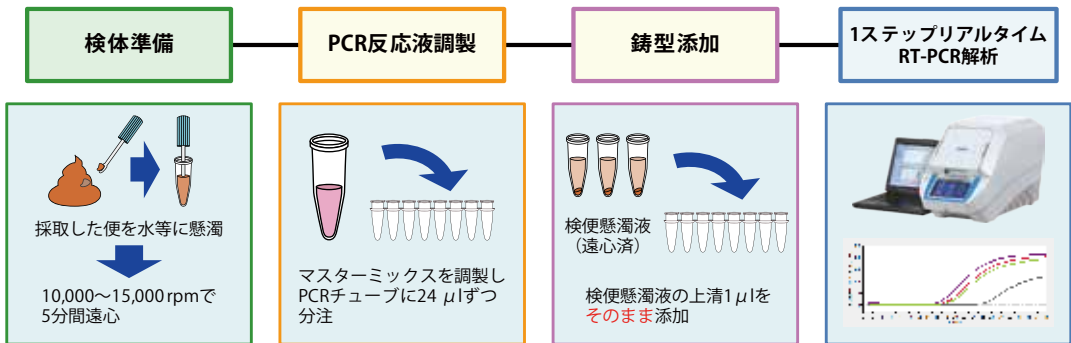 検体準備
PCR反応液調製
鋳型添加
1ステップリアルタイム
RT-PCR解析
採取した便を水等に懸濁
10,000～15,000 rpmで
5分間遠心
マスターミックスを調製し
PCRチューブに24 μlずつ
分注
検便懸濁液
（遠心済）
検便懸濁液の上清1 μlを
そのまま添加